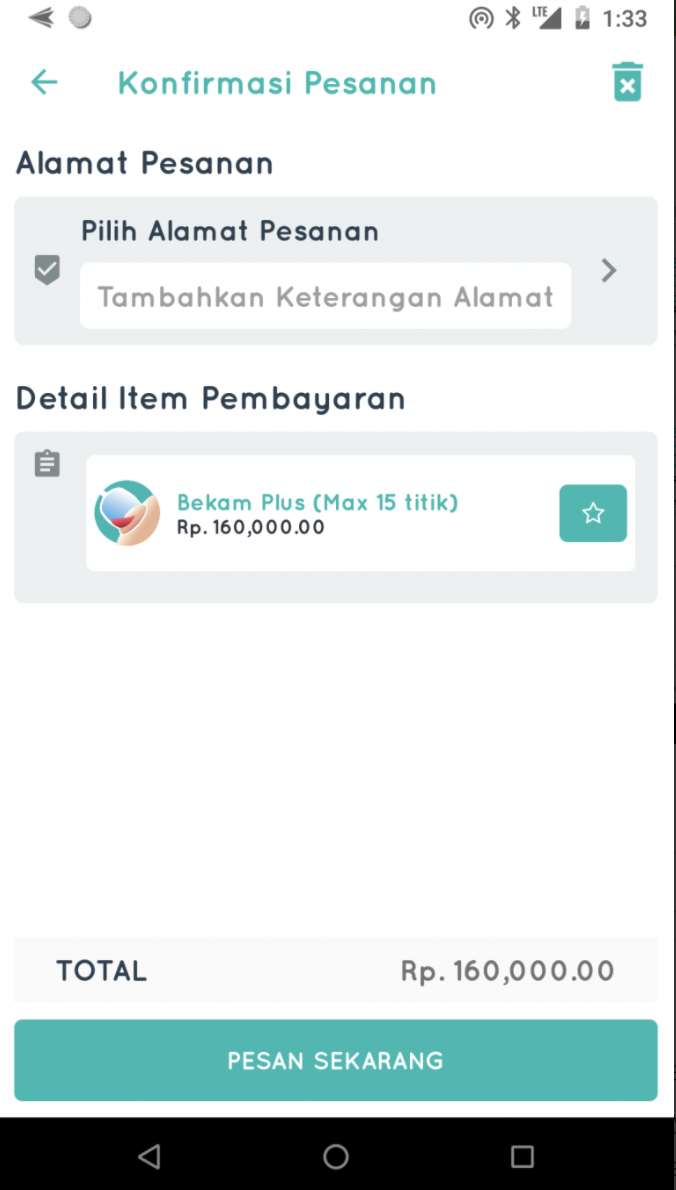 LTE 1:33
Konfirmasi Pesanan
Alamat Pesanan
Pilih Alamat Pesanan
Tambahkan Keterangan Alamat
Detail Item Pembayaran
Bekam Plus (Max 15 titik)
Rp. 160,000.00
TOTAL Rp. 160,000.00
PESAN SEKARANG